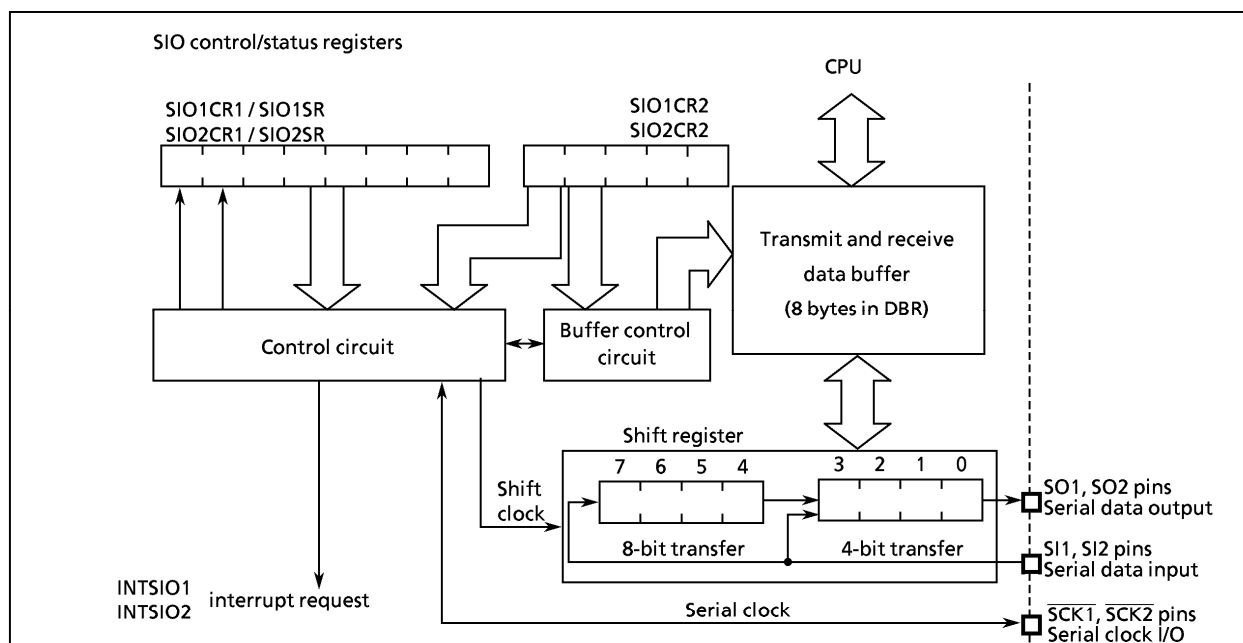 SIO control/status registers
CPU
SIO1CR1 / SIO1SR
SIO2CR1 / SIO2SR
SIO1CR2
SIO2CR2
Transmit and receive
data buffer
(8 bytes in DBR)
Control circuit
Buffer control
circuit
Shift register
7 6 5 4 3 2 1 0
Shift
clock
8-bit transfer
4-bit transfer
SO1, SO2 pins
Serial data output
SI1, SI2 pins
Serial data input
INTSIO1
INTSIO2
interrupt request
Serial clock
S̅C̅K̅1̅, S̅C̅K̅2̅ pins
Serial clock I/O